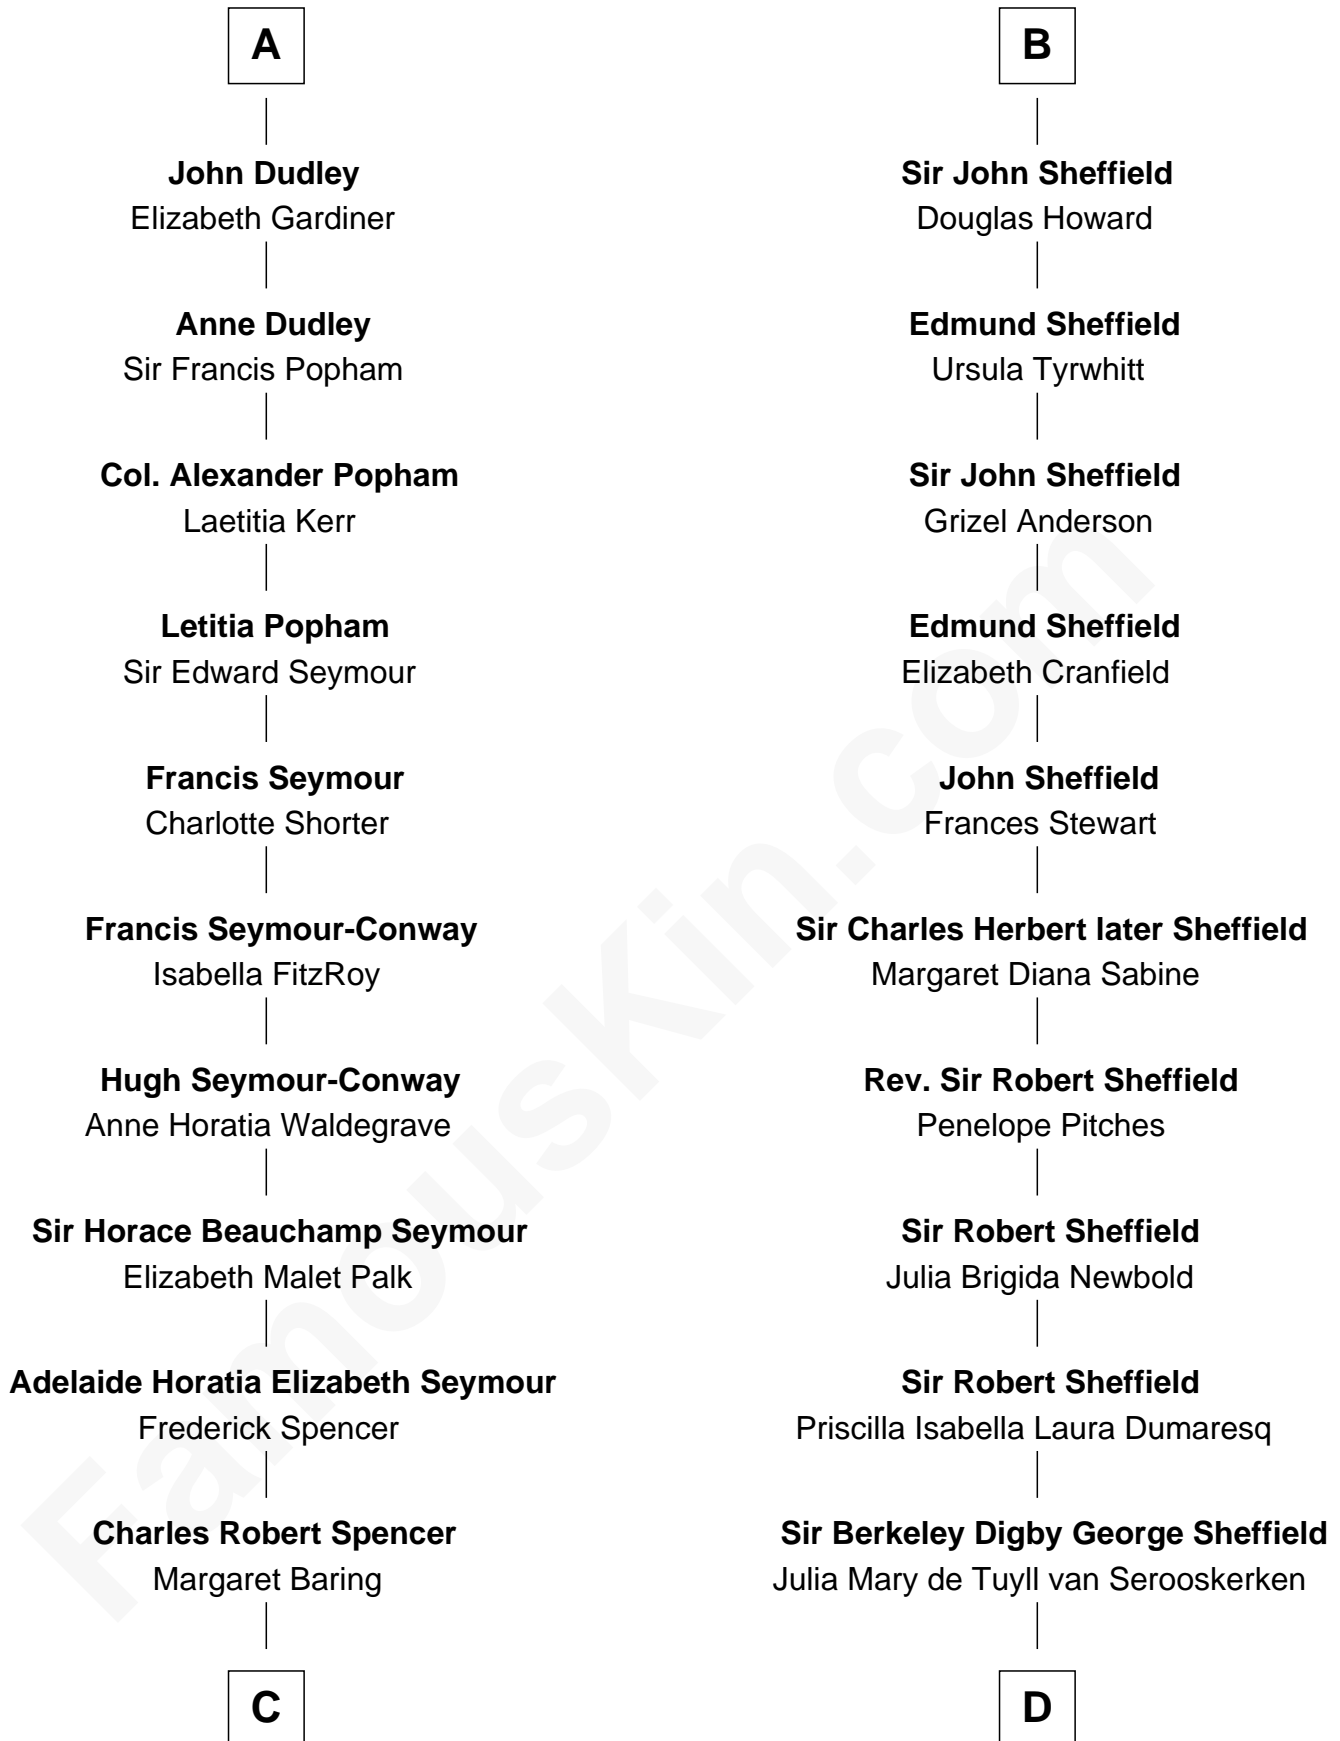 A
John Dudley
Elizabeth Gardiner
Anne Dudley
Sir Francis Popham
Col. Alexander Popham
Laetitia Kerr
Letitia Popham
Sir Edward Seymour
Francis Seymour
Charlotte Shorter
Francis Seymour-Conway
Isabella FitzRoy
Hugh Seymour-Conway
Anne Horatia Waldegrave
Sir Horace Beauchamp Seymour
Elizabeth Malet Palk
Adelaide Horatia Elizabeth Seymour
Frederick Spencer
Charles Robert Spencer
Margaret Baring
C
B
Sir John Sheffield
Douglas Howard
Edmund Sheffield
Ursula Tyrwhitt
Sir John Sheffield
Grizel Anderson
Edmund Sheffield
Elizabeth Cranfield
John Sheffield
Frances Stewart
Sir Charles Herbert later Sheffield
Margaret Diana Sabine
Rev. Sir Robert Sheffield
Penelope Pitches
Sir Robert Sheffield
Julia Brigida Newbold
Sir Robert Sheffield
Priscilla Isabella Laura Dumaresq
Sir Berkeley Digby George Sheffield
Julia Mary de Tuyll van Serooskerken
D
FamousKin.com